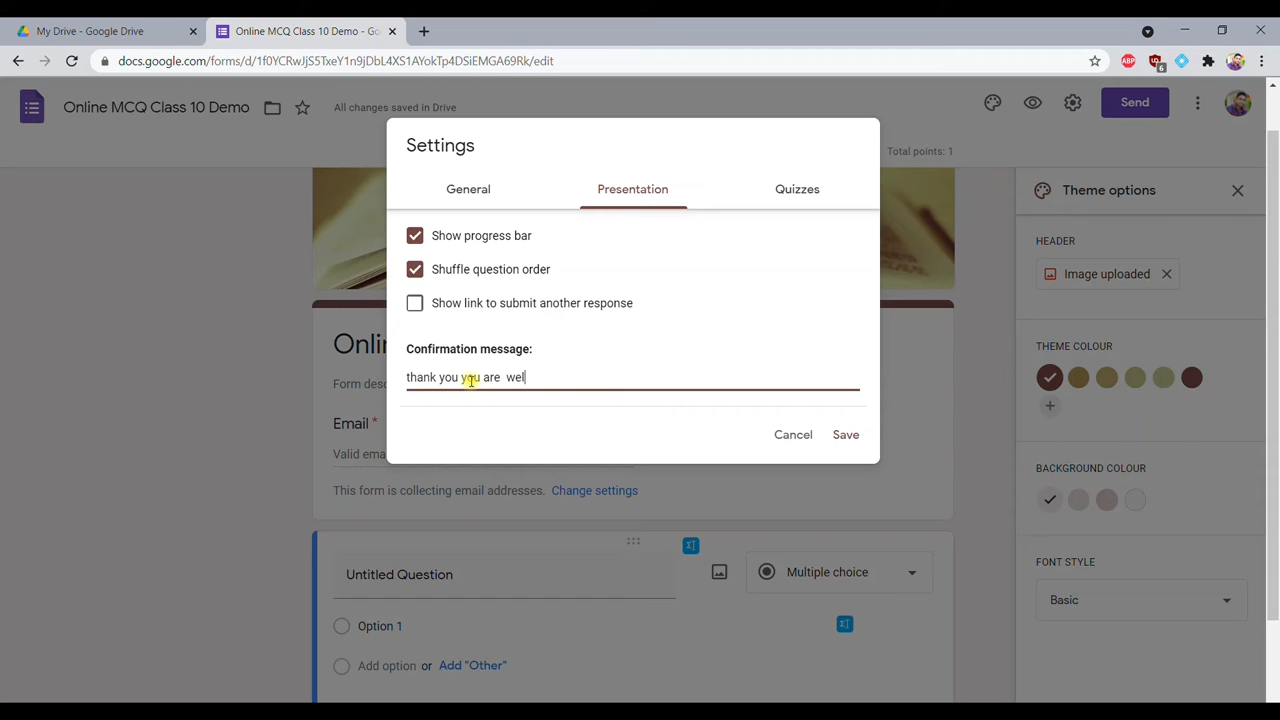 My Drive - Google Drive
Online MCQ Class 10 Demo - Go
docs.google.com/forms/d/1f0YCRwJjS5TxeY1n9jDbL4XS1AVskTp4DSiEMGA69Rk/edit
ABP
6
Online MCQ Class 10 Demo
All changes saved in Drive
Send
Settings
Total points: 1
General
Presentation
Quizzes
Theme options
Show progress bar
HEADER
Shuffle question order
Image uploaded
Show link to submit another response
Onli
THEME COLOUR
Confirmation message:
thank you you are wel
Form desc
Email *
Cancel
Save
Valid ema
BACKGROUND COLOUR
This form is collecting email addresses. Change settings
FONT STYLE
Untitled Question
Multiple choice
Basic
Option 1
Add option or Add "Other"